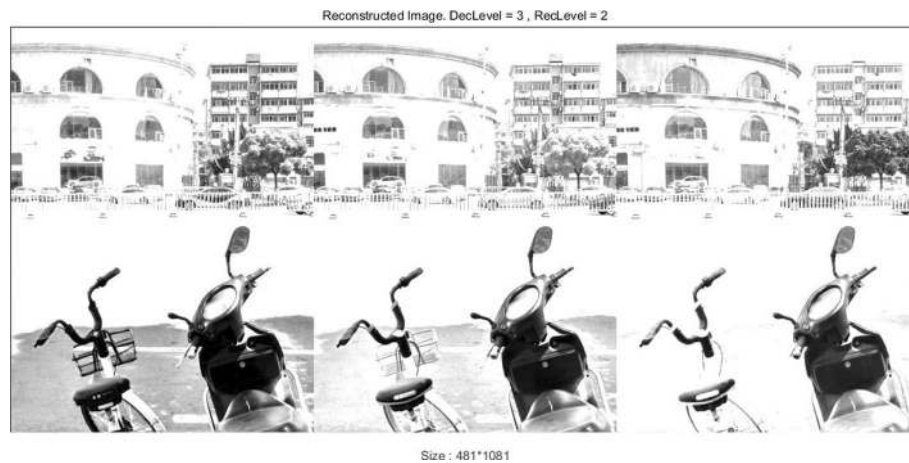 Reconstructed Image. DecLevel = 3 , RecLevel = 2
Size : 481*1081